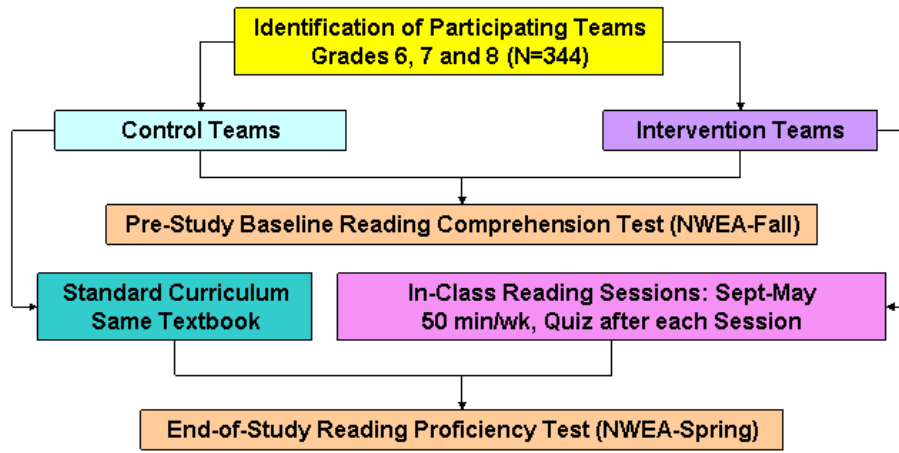 Identification of Participating Teams
Grades 6, 7 and 8 (N=344)
Control Teams
Intervention Teams
Pre-Study Baseline Reading Comprehension Test (NWEA-Fall)
Standard Curriculum
Same Textbook
In-Class Reading Sessions: Sept-May
50 min/wk, Quiz after each Session
End-of-Study Reading Proficiency Test (NWEA-Spring)